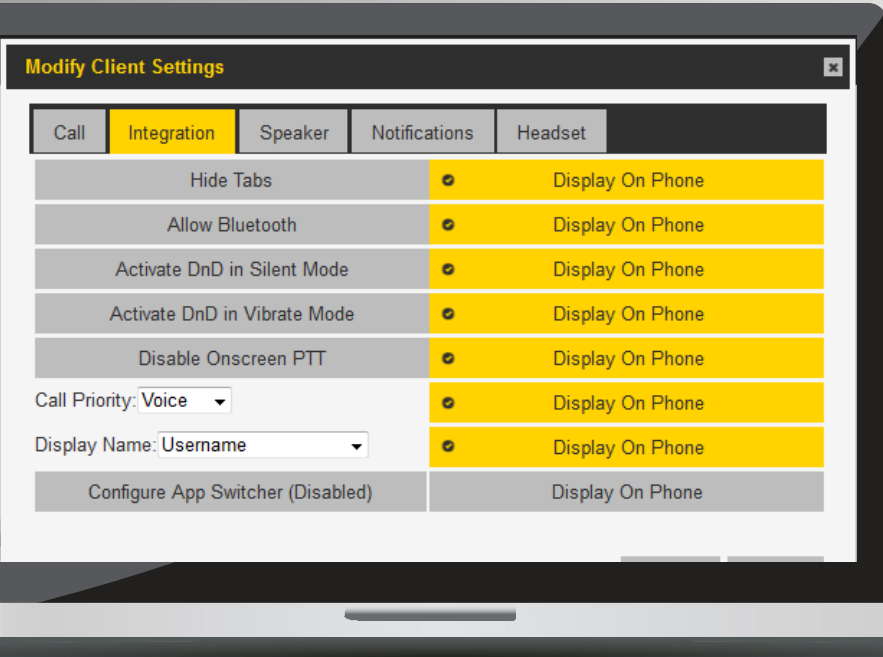 Modify Client Settings
Call Integration Speaker Notifications Headset
Hide Tabs Display On Phone
Allow Bluetooth Display On Phone
Activate DnD in Silent Mode Display On Phone
Activate DnD in Vibrate Mode Display On Phone
Disable Onscreen PTT Display On Phone
Call Priority: Voice Display On Phone
Display Name: Username Display On Phone
Configure App Switcher (Disabled) Display On Phone